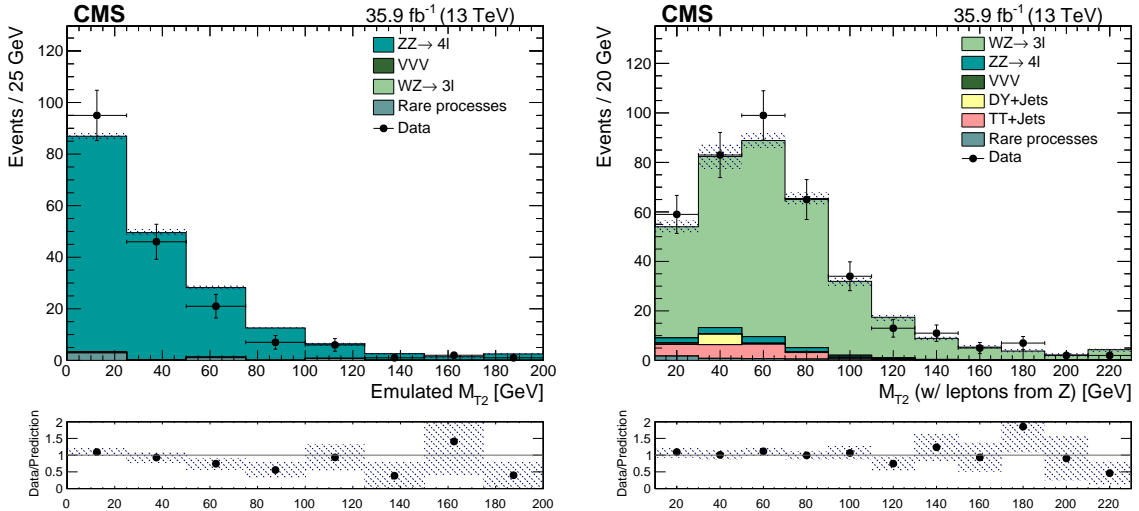 CMS
35.9 fb⁻¹ (13 TeV)
Events / 25 GeV
120
100
80
60
40
20
0
ZZ→ 4l
VVV
WZ→ 3l
Rare processes
Data
0 20 40 60 80 100 120 140 160 180 200
Emulated M_T2 [GeV]
Data/Prediction
2
1.5
1
0.5
0
0 20 40 60 80 100 120 140 160 180 200
CMS
35.9 fb⁻¹ (13 TeV)
Events / 20 GeV
120
100
80
60
40
20
0
WZ→ 3l
ZZ→ 4l
VVV
DY+Jets
TT+Jets
Rare processes
Data
20 40 60 80 100 120 140 160 180 200 220
M_T2 (w/ leptons from Z) [GeV]
Data/Prediction
2
1.5
1
0.5
0
20 40 60 80 100 120 140 160 180 200 220